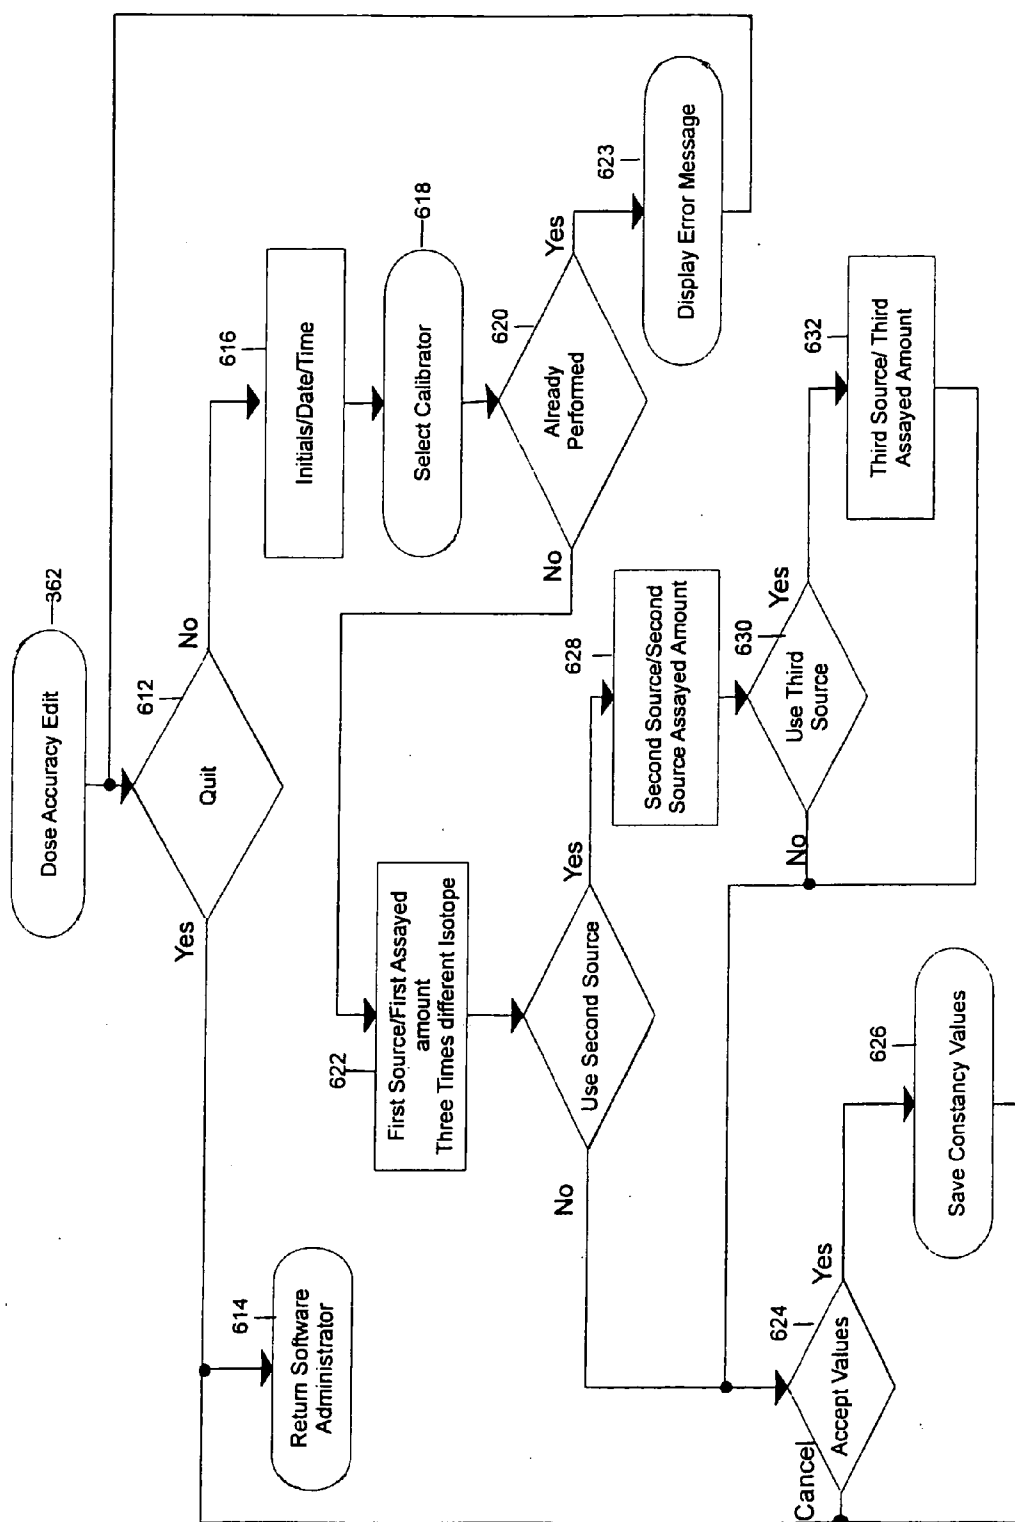 Dose Accuracy Edit
362
612
Quit
Yes
No
616
Initials/Date/Time
618
Select Calibrator
620
Already
Performed
No
Yes
623
Display Error Message
614
Return Software
Administrator
622
First Source/First Assayed
amount
Three Times different Isotope
Use Second Source
No
Yes
628
Second Source/Second
Source Assayed Amount
630
Use Third
Source
No
Yes
632
Third Source/ Third
Assayed Amount
624
Accept Values
Cancel
Yes
626
Save Constancy Values